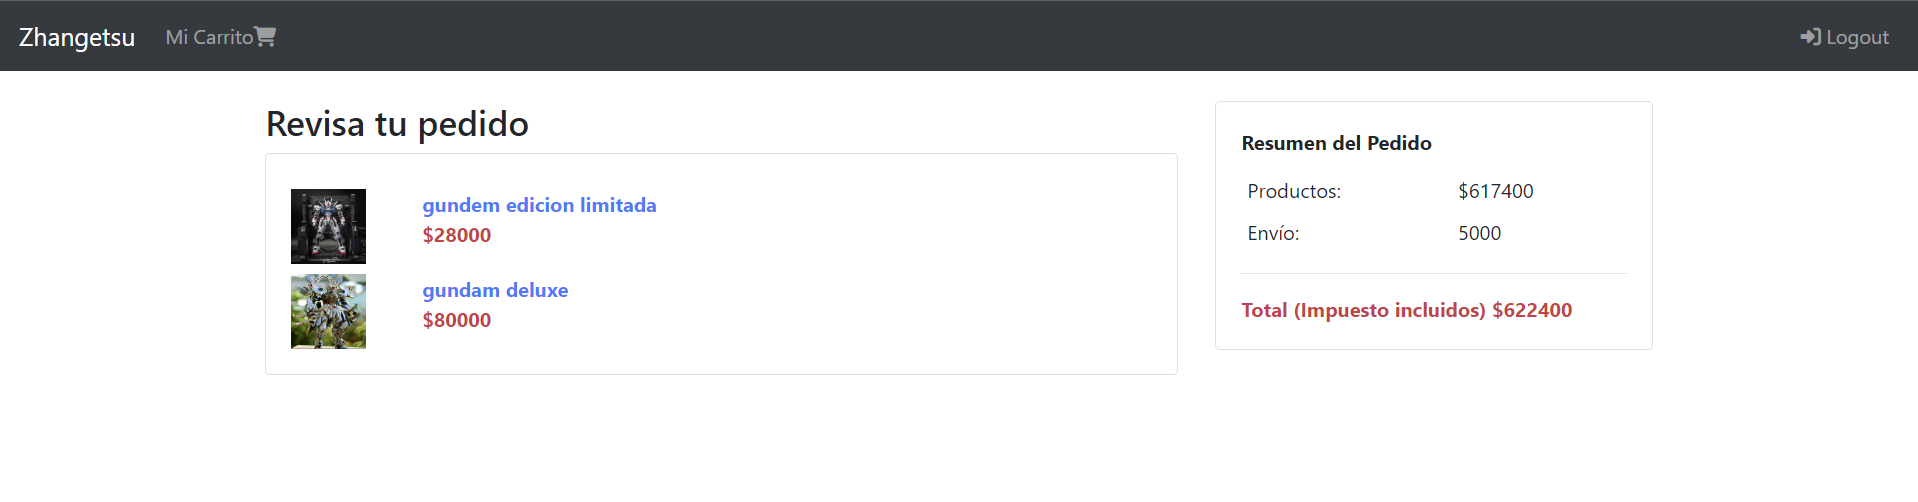 Zhangetsu Mi Carrito Logout
Revisa tu pedido
gundem edicion limitada
$28000
gundam deluxe
$80000
Resumen del Pedido
Productos: $617400
Envío: 5000
Total (Impuesto incluidos) $622400